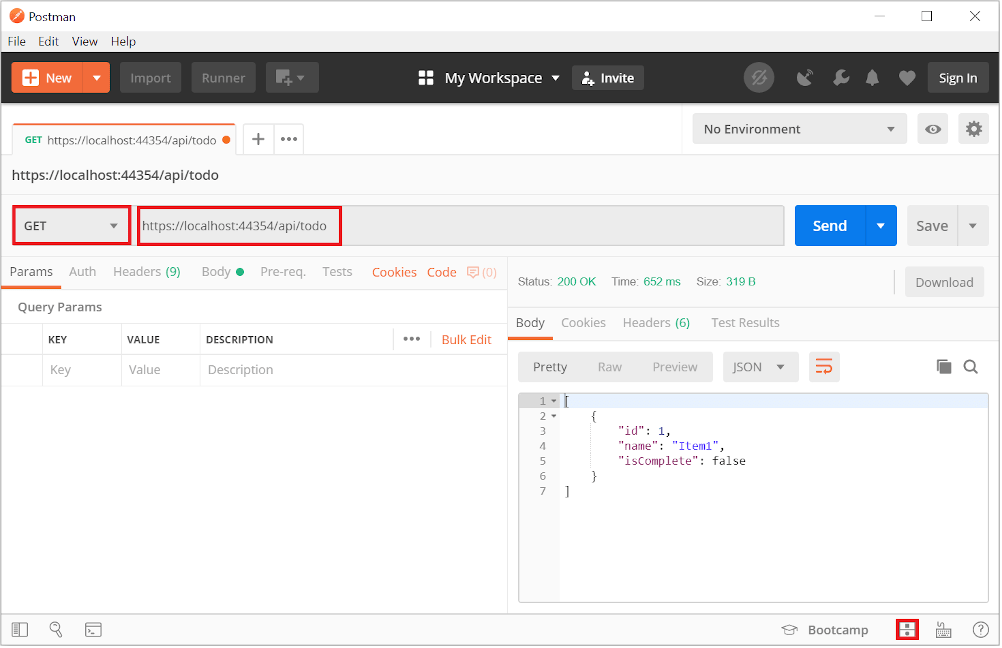 Postman
File Edit View Help
New Import Runner My Workspace Invite Sign In
GET https://localhost:44354/api/todo + ••• No Environment
https://localhost:44354/api/todo
GET https://localhost:44354/api/todo Send Save
Params Auth Headers (9) Body Pre-req. Tests Cookies Code (0)
Query Params
KEY VALUE DESCRIPTION ••• Bulk Edit
Key Value Description
Status: 200 OK Time: 652 ms Size: 319 B Download
Body Cookies Headers (6) Test Results
Pretty Raw Preview JSON
1 [
2 {
3 "id": 1,
4 "name": "Item1",
5 "isComplete": false
6 }
7 ]
Bootcamp ?